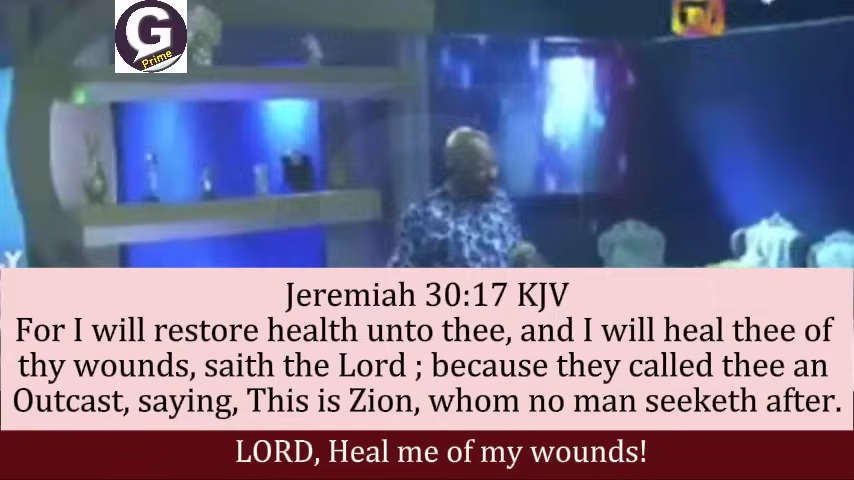 G
Prime
Jeremiah 30:17 KJV
For I will restore health unto thee, and I will heal thee of
thy wounds, saith the Lord ; because they called thee an
Outcast, saying, This is Zion, whom no man seeketh after.
LORD, Heal me of my wounds!